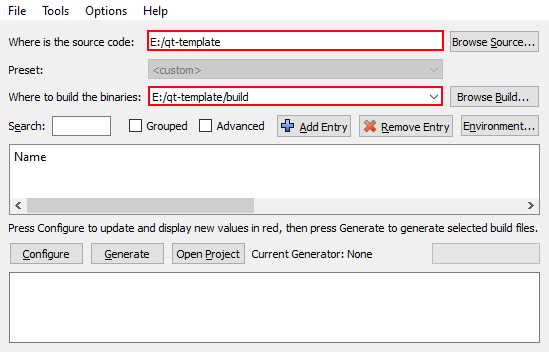 File Tools Options Help
Where is the source code: E:/qt-template Browse Source...
Preset: <custom>
Where to build the binaries: E:/qt-template/build Browse Build...
Search: Grouped Advanced Add Entry Remove Entry Environment...
Name
Press Configure to update and display new values in red, then press Generate to generate selected build files.
Configure Generate Open Project Current Generator: None